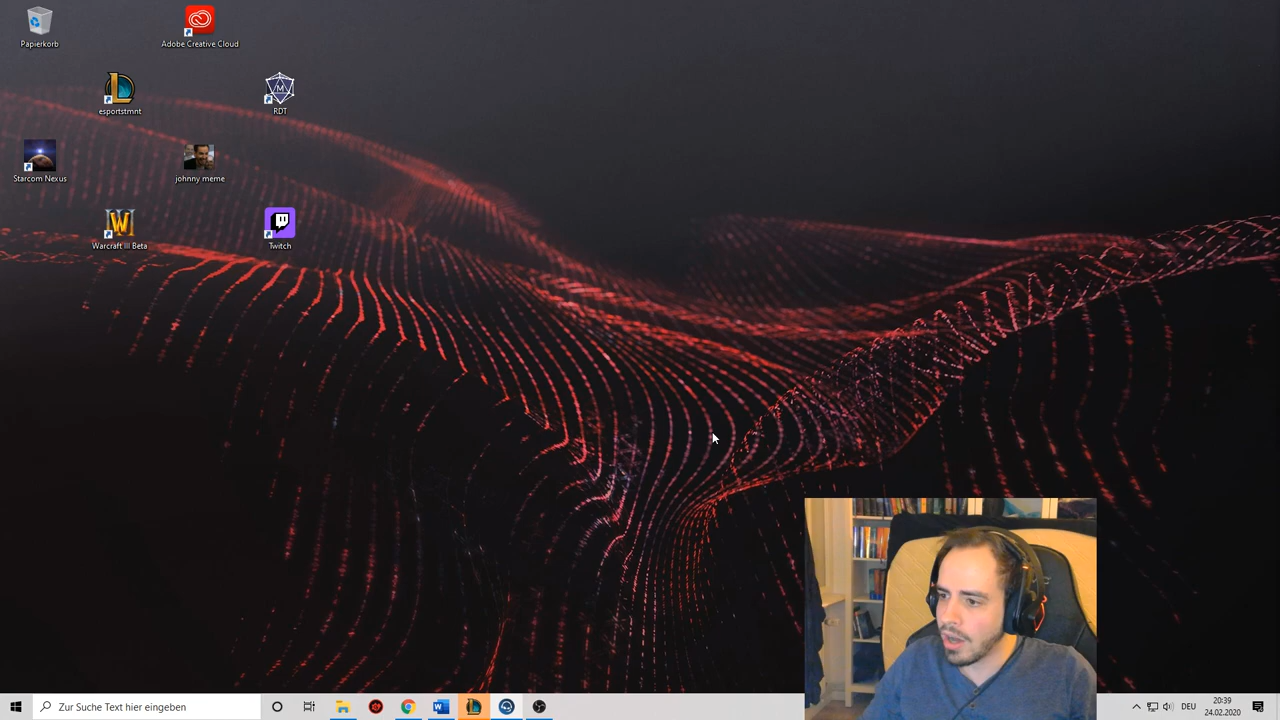 Papierkorb
Adobe Creative Cloud
esportstmnt
M
RDT
Starcom Nexus
johnny meme
W
Warcraft III Beta
Twitch
Zur Suche Text hier eingeben
W
DEU
20:39
24.02.2020